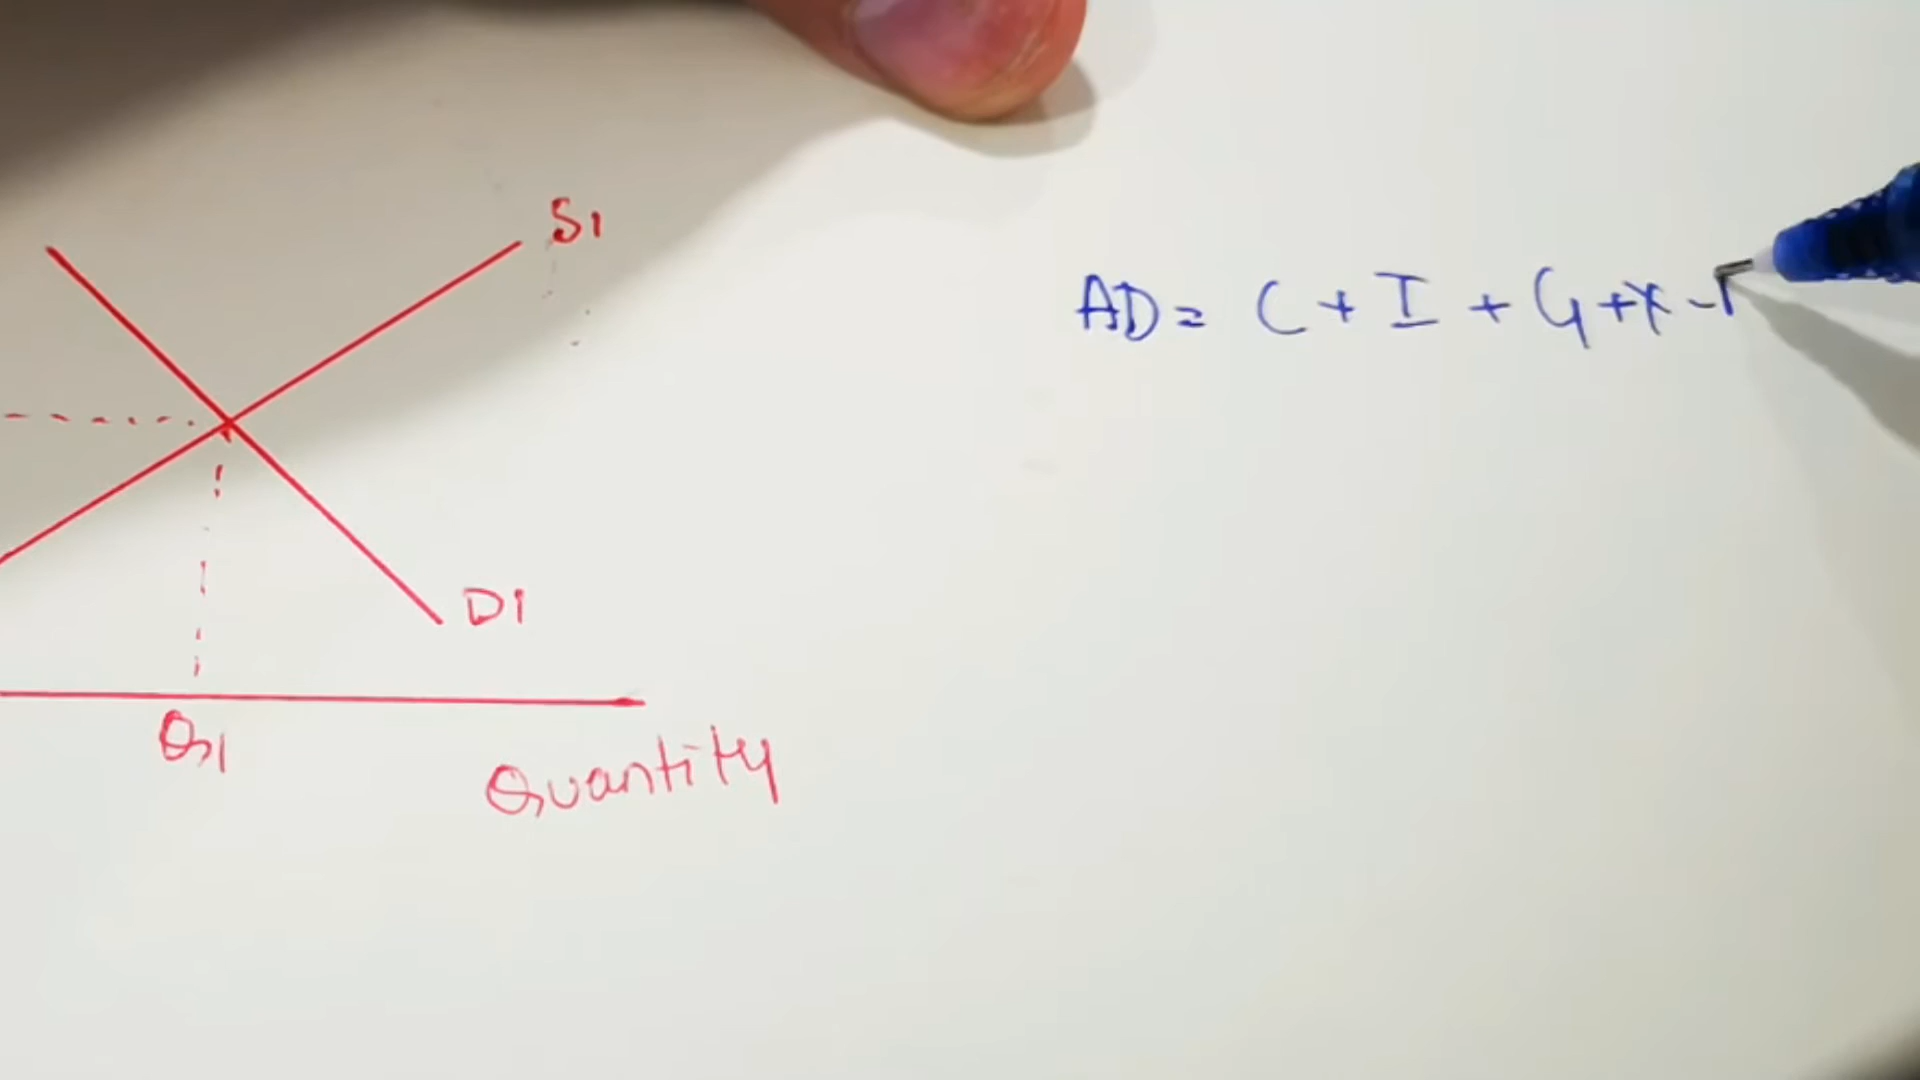 S1
AD = C + I + G + X -
D1
Q1
Quantity